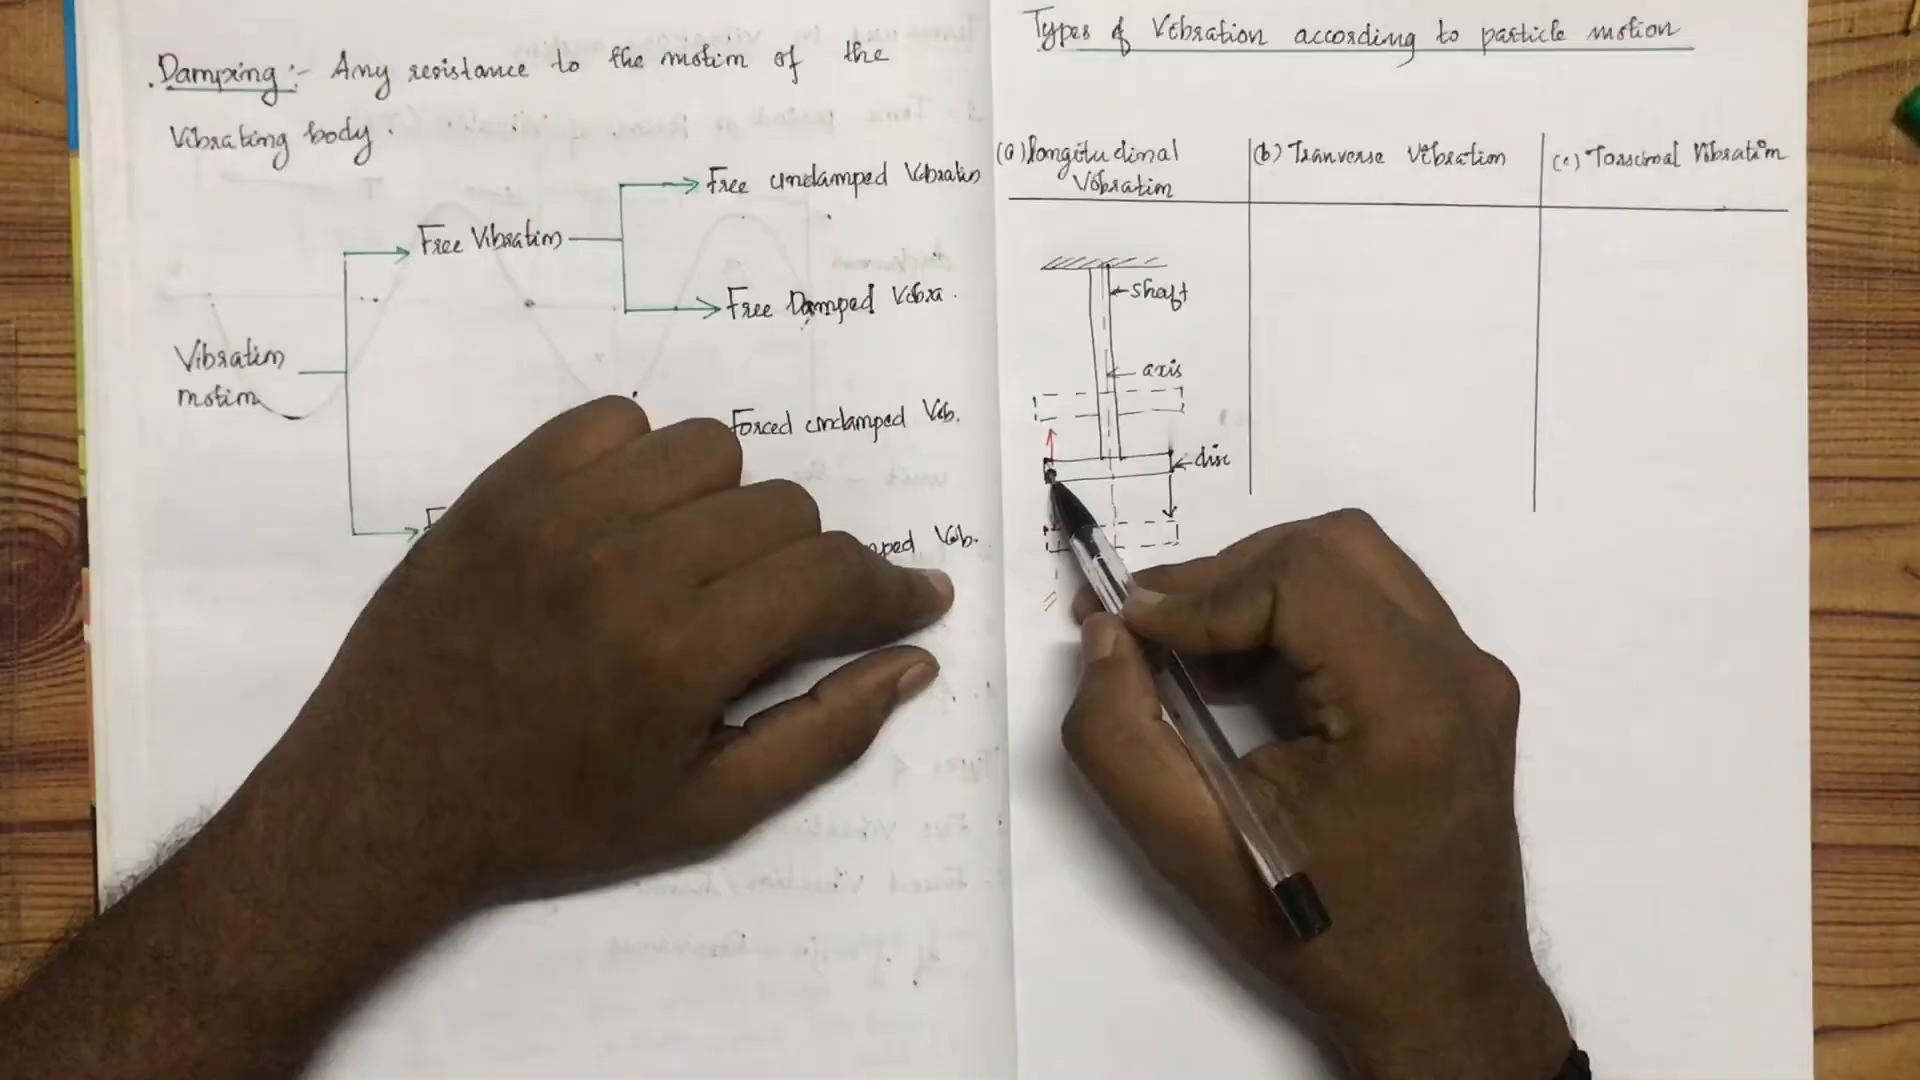 Damping :- Any resistance to the motion of the
Vibrating body.
Free undamped Vibration
Free Vibration
Free Damped Vibra.
Vibration
motion
Forced undamped Vib.
mped Vib.
Types of Vibration according to particle motion
(a) longitudinal
Vibration
(b) Tranverse Vibration
(c) Torsional Vibration
shaft
axis
disc